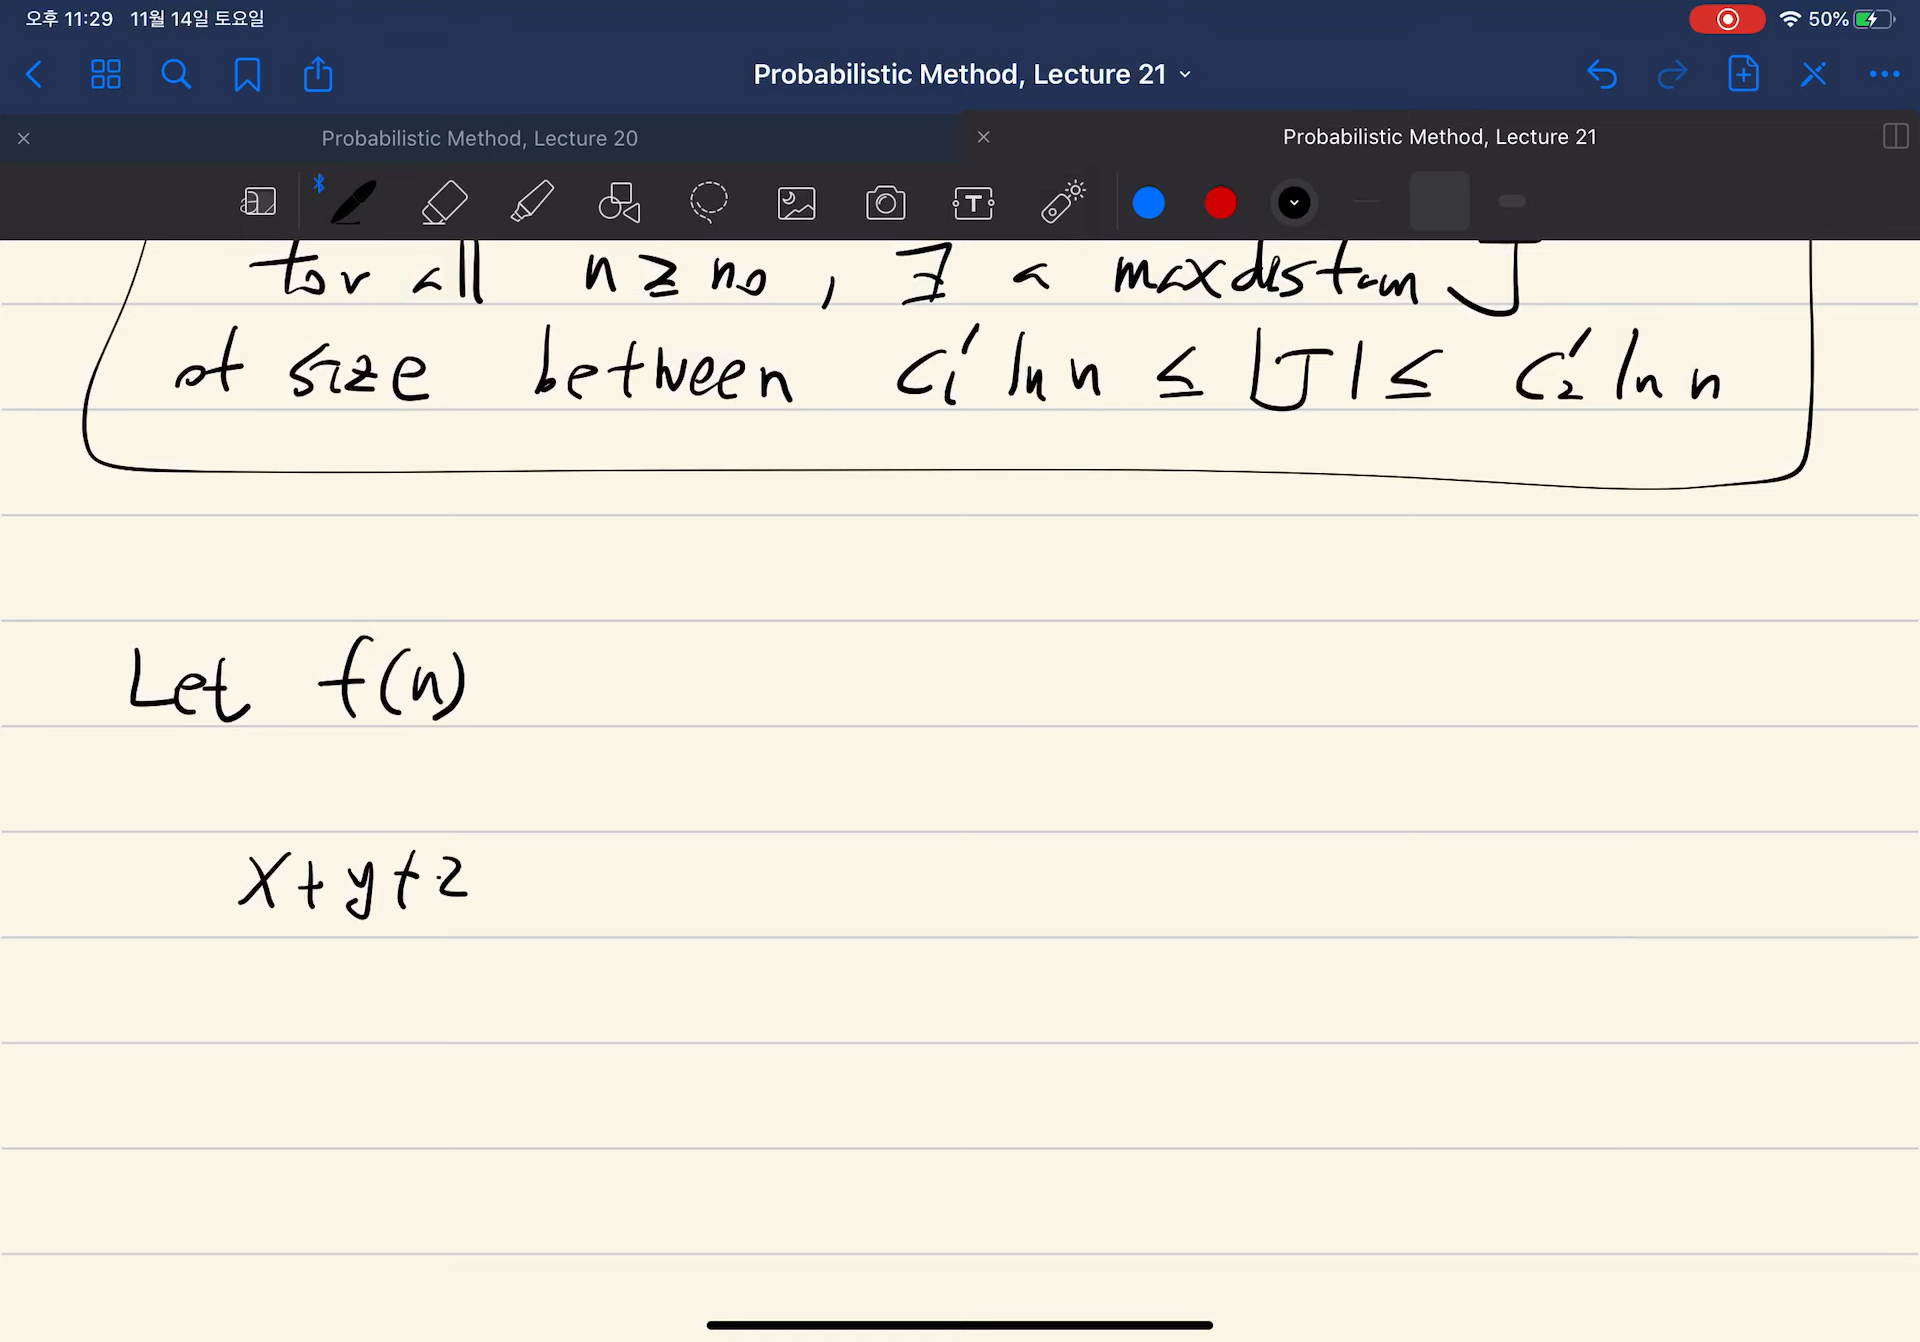 오후 11:29 11월 14일 토요일 50%
Probabilistic Method, Lecture 21
Probabilistic Method, Lecture 20 Probabilistic Method, Lecture 21
for all n ≥ n₀, ∃ a maxdisfam J
of size between c₁' ln n ≤ |J| ≤ c₂' ln n
Let f(n)
x+y+z